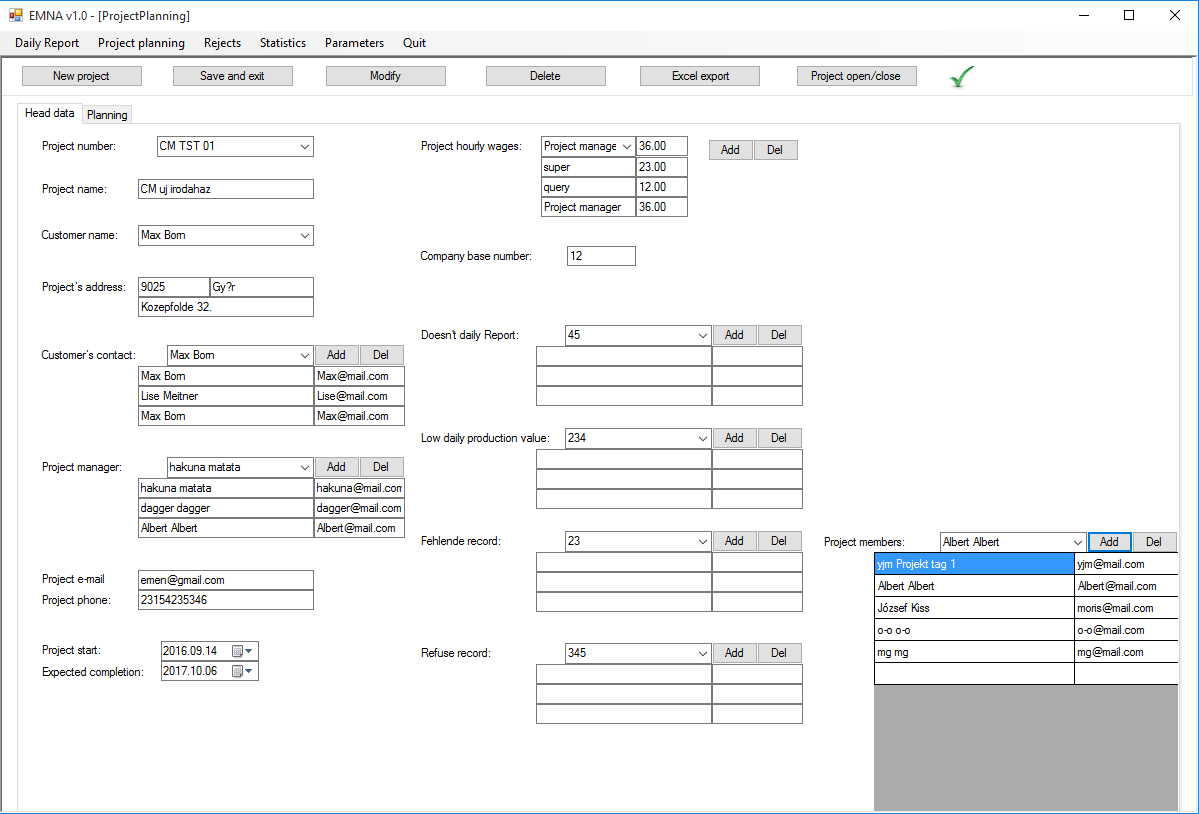 EMNA v1.0 - [ProjectPlanning]
Daily Report Project planning Rejects Statistics Parameters Quit
New project Save and exit Modify Delete Excel export Project open/close
Head data Planning
Project number: CM TST 01
Project name: CM uj irodahaz
Customer name: Max Born
Project's address: 9025 Gy?r
Kozepfolde 32.
Customer's contact: Max Born Add Del
Max Born Max@mail.com
Lise Meitner Lise@mail.com
Max Born Max@mail.com
Project manager: hakuna matata Add Del
hakuna matata hakuna@mail.com
dagger dagger dagger@mail.com
Albert Albert Albert@mail.com
Project e-mail emen@gmail.com
Project phone: 23154235346
Project start: 2016.09.14
Expected completion: 2017.10.06
Project hourly wages: Project manage 36.00 Add Del
super 23.00
query 12.00
Project manager 36.00
Company base number: 12
Doesn't daily Report: 45 Add Del
Low daily production value: 234 Add Del
Fehlende record: 23 Add Del
Refuse record: 345 Add Del
Project members: Albert Albert Add Del
yjm Projekt tag 1 yjm@mail.com
Albert Albert Albert@mail.com
József Kiss moris@mail.com
o-o o-o o-o@mail.com
mg mg mg@mail.com